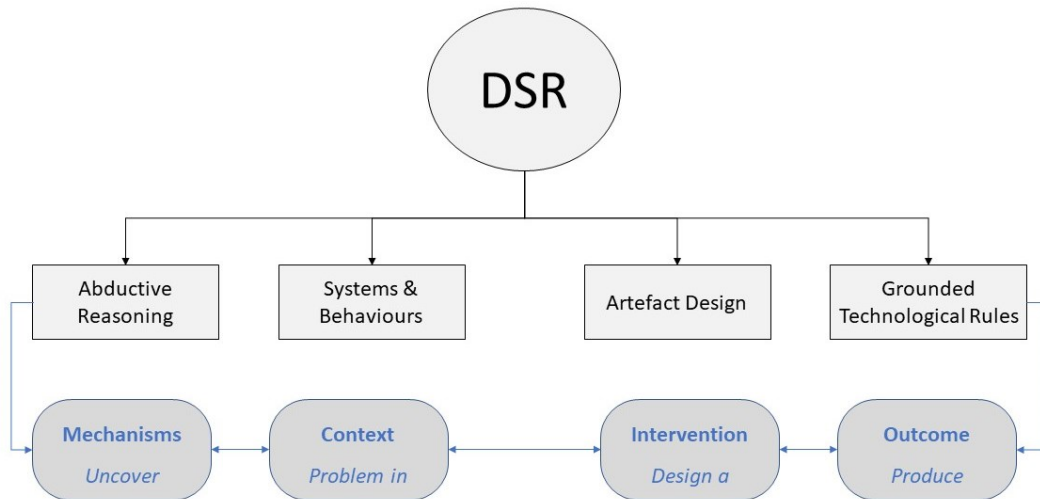 DSR
Abductive
Reasoning
Systems &
Behaviours
Artefact Design
Grounded
Technological Rules
Mechanisms
Uncover
Context
Problem in
Intervention
Design a
Outcome
Produce